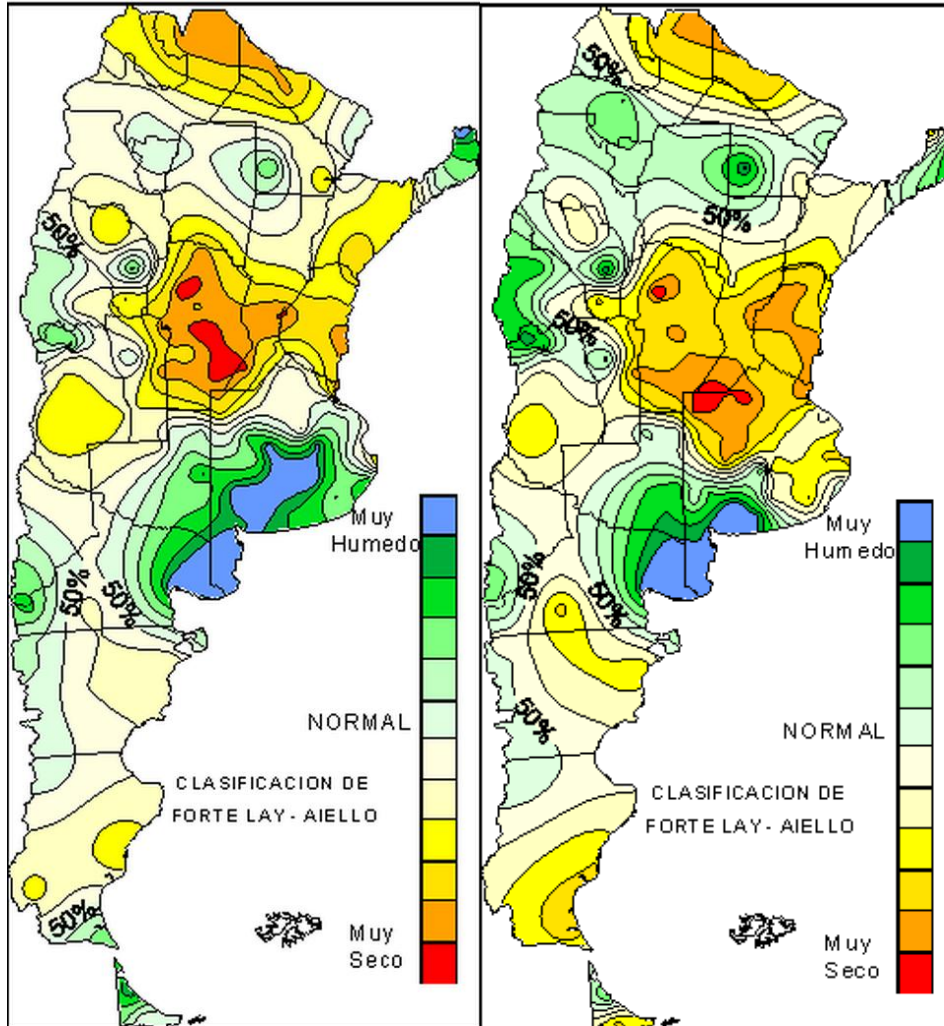 50%
50%
50%
50%
Muy
Humedo
NORMAL
CLASIFICACION DE
FORTE LAY - AIELLO
Muy
Seco
50%
50%
50%
50%
50%
50%
Muy
Humedo
NORMAL
CLASIFICACION DE
FORTE LAY - AIELLO
Muy
Seco